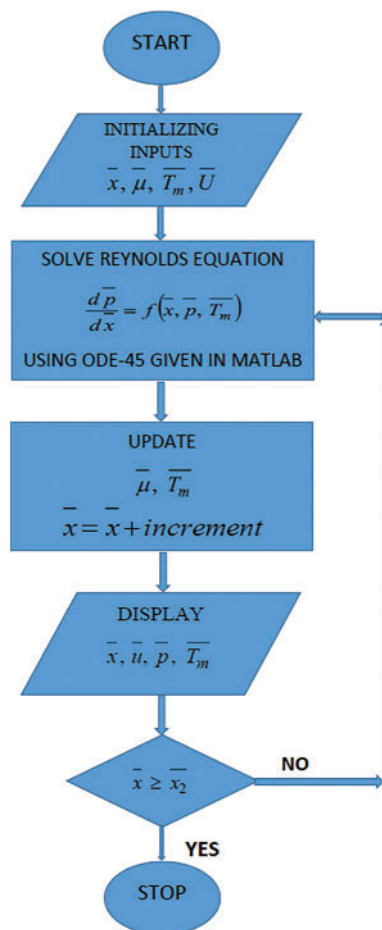 START
INITIALIZING
INPUTS
x̄, μ̄, T̄ₘ, Ū
SOLVE REYNOLDS EQUATION
dp̄/dx̄ = f(x̄, p̄, T̄ₘ)
USING ODE-45 GIVEN IN MATLAB
UPDATE
μ̄, T̄ₘ
x̄ = x̄ + increment
DISPLAY
x̄, ū, p̄, T̄ₘ
x̄ ≥ x̄₂
NO
YES
STOP